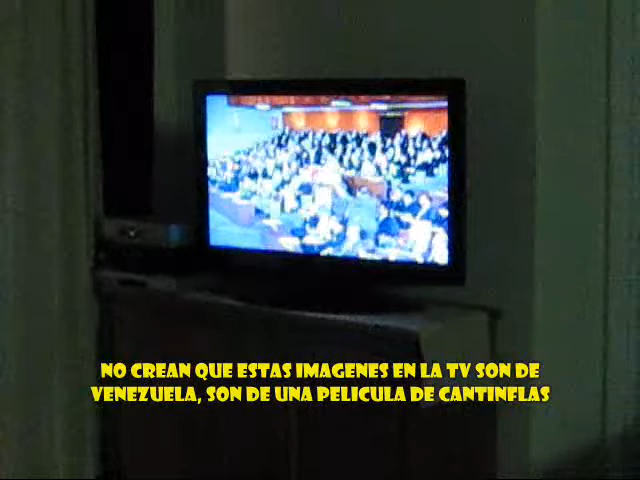 NO CREAN QUE ESTAS IMAGENES EN LA TV SON DE
VENEZUELA, SON DE UNA PELICULA DE CANTINFLAS